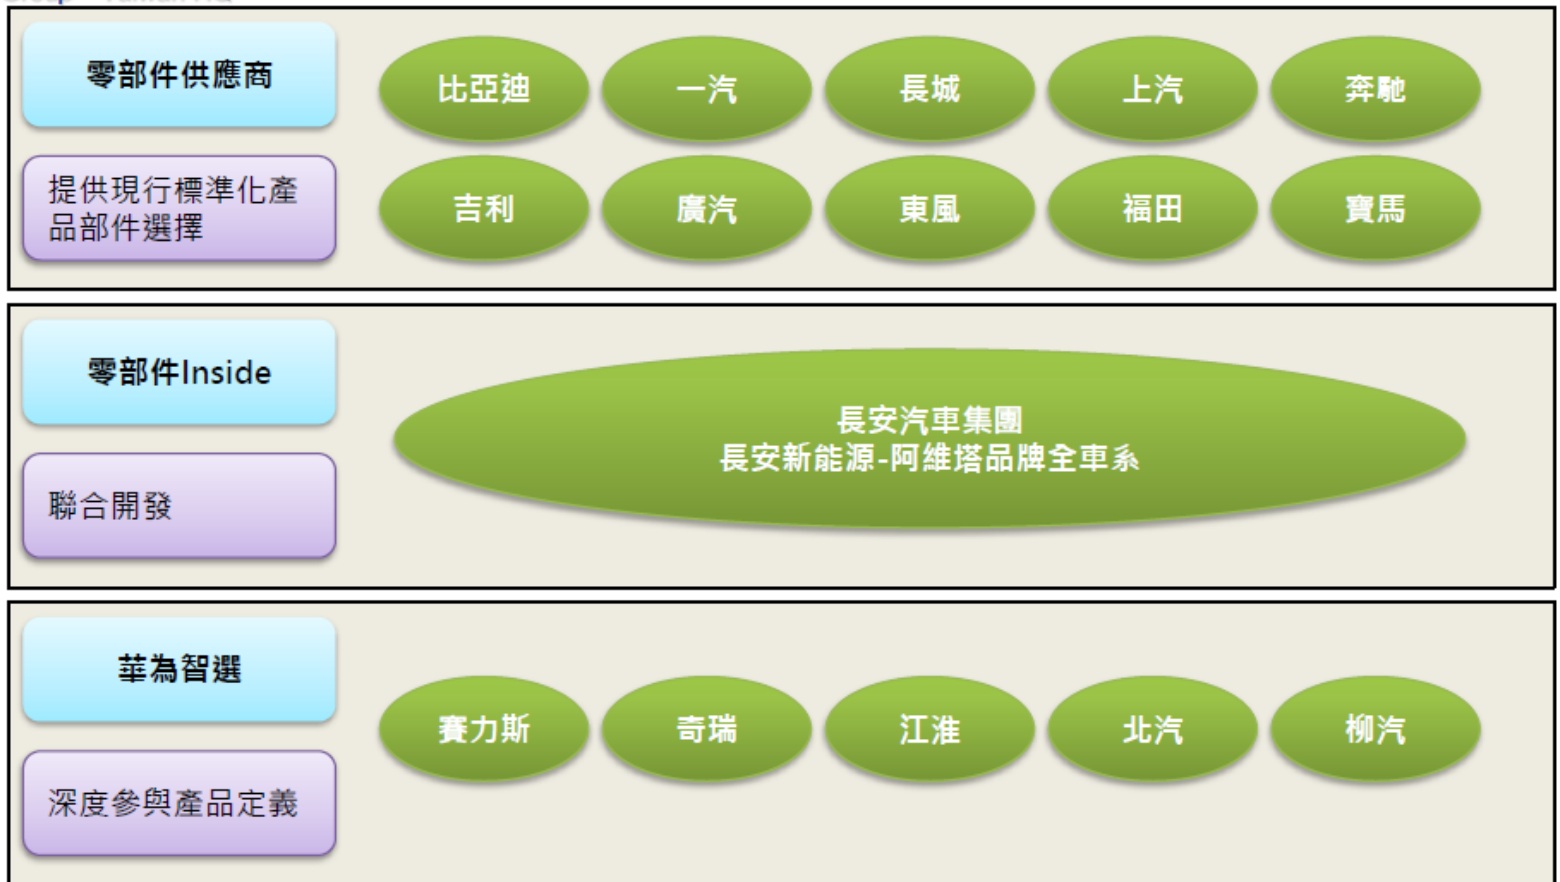 零部件供應商
提供現行標準化產
品部件選擇
比亞迪
一汽
長城
上汽
奔馳
吉利
廣汽
東風
福田
寶馬
零部件Inside
聯合開發
長安汽車集團
長安新能源-阿維塔品牌全車系
華為智選
深度參與產品定義
賽力斯
奇瑞
江淮
北汽
柳汽